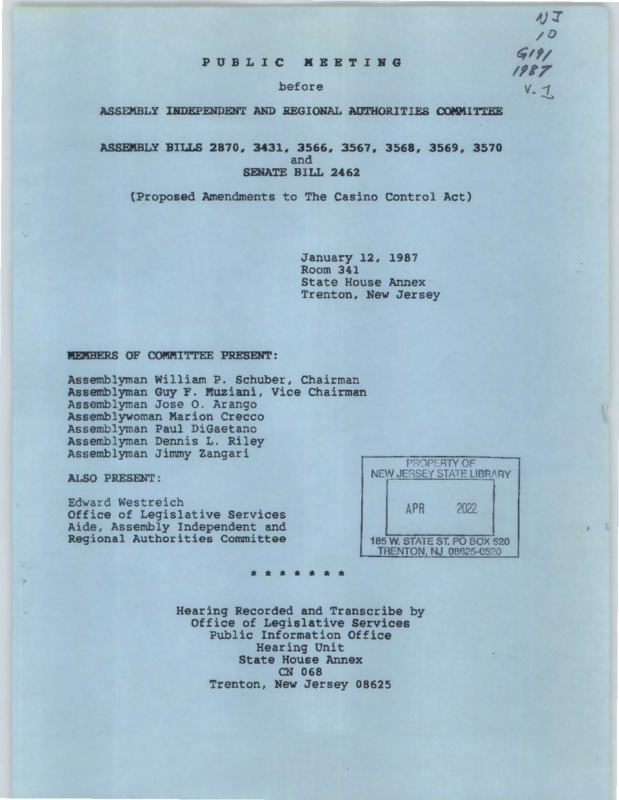 NJ
10
G191
1987
V. 1
PUBLIC MEETING
before
ASSEMBLY INDEPENDENT AND REGIONAL AUTHORITIES COMMITTEE
ASSEMBLY BILLS 2870, 3431, 3566, 3567, 3568, 3569, 3570
and
SENATE BILL 2462
(Proposed Amendments to The Casino Control Act)
January 12, 1987
Room 341
State House Annex
Trenton, New Jersey
MEMBERS OF COMMITTEE PRESENT:
Assemblyman William P. Schuber, Chairman
Assemblyman Guy F. Muziani, Vice Chairman
Assemblyman Jose O. Arango
Assemblywoman Marion Crecco
Assemblyman Paul DiGaetano
Assemblyman Dennis L. Riley
Assemblyman Jimmy Zangari
ALSO PRESENT:
Edward Westreich
Office of Legislative Services
Aide, Assembly Independent and
Regional Authorities Committee
PROPERTY OF
NEW JERSEY STATE LIBRARY
APR 2022
185 W. STATE ST. PO BOX 520
TRENTON, NJ 08625-0520
* * * * * * *
Hearing Recorded and Transcribe by
Office of Legislative Services
Public Information Office
Hearing Unit
State House Annex
CN 068
Trenton, New Jersey 08625